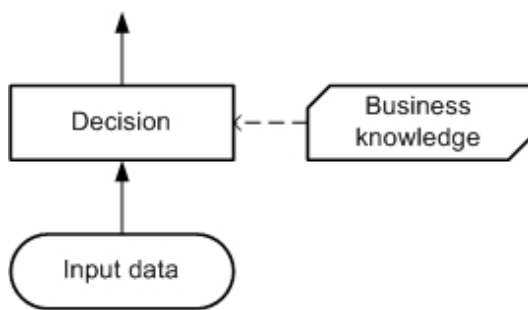 Decision
Business
knowledge
Input data